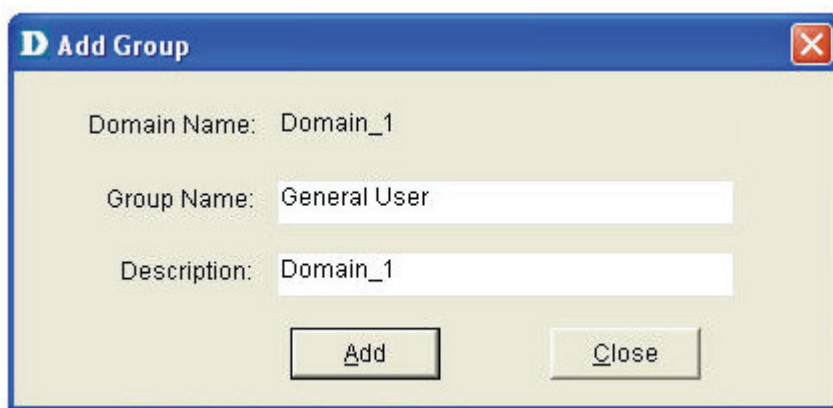 D Add Group
Domain Name: Domain_1
Group Name: General User
Description: Domain_1
Add Close